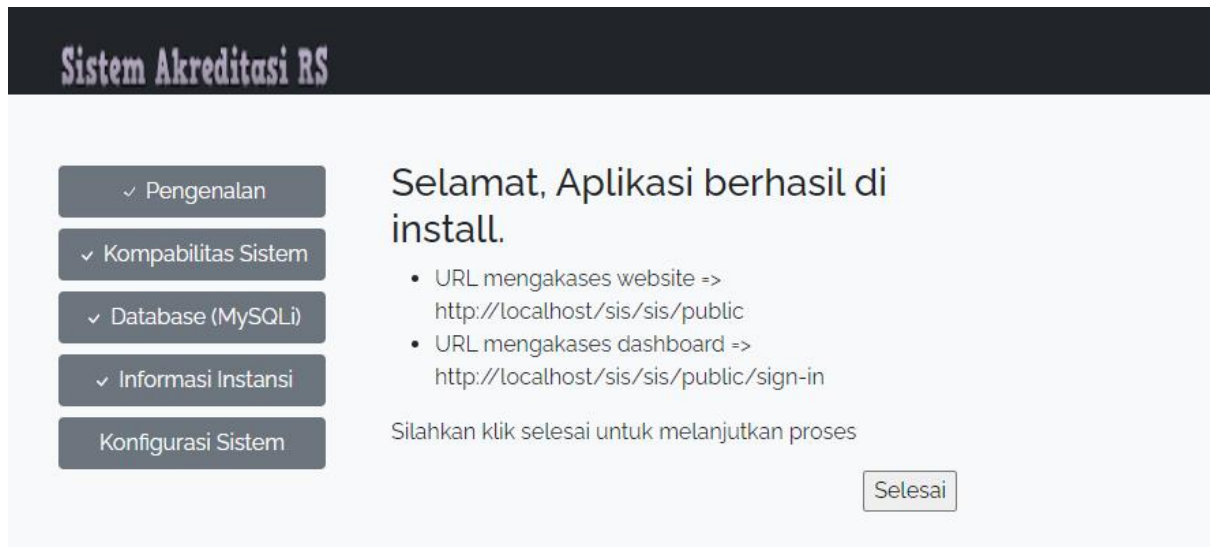 Sistem Akreditasi RS
✓ Pengenalan
✓ Kompabilitas Sistem
✓ Database (MySQLi)
✓ Informasi Instansi
Konfigurasi Sistem
Selamat, Aplikasi berhasil di
install.
• URL mengakases website =>
http://localhost/sis/sis/public
• URL mengakases dashboard =>
http://localhost/sis/sis/public/sign-in
Silahkan klik selesai untuk melanjutkan proses
Selesai